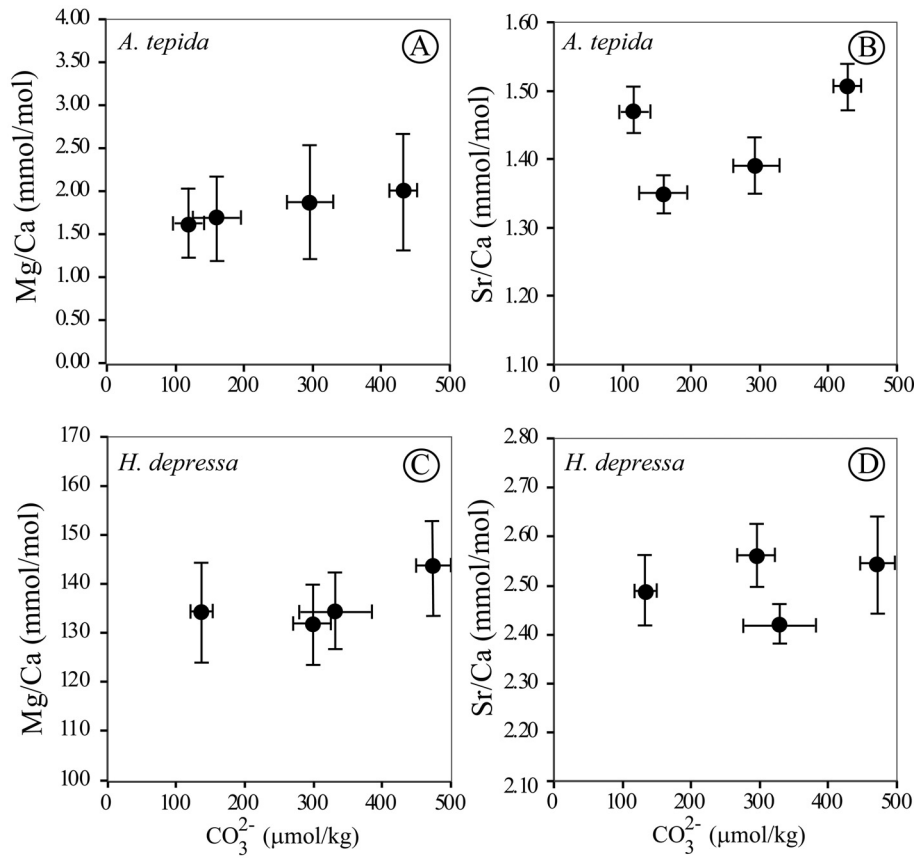 A. tepida
A
Mg/Ca (mmol/mol)
4.00
3.50
3.00
2.50
2.00
1.50
1.00
0.50
0.00
0 100 200 300 400 500
A. tepida
B
Sr/Ca (mmol/mol)
1.60
1.50
1.40
1.30
1.20
1.10
0 100 200 300 400 500
H. depressa
C
Mg/Ca (mmol/mol)
170
160
150
140
130
120
110
100
0 100 200 300 400 500
CO₃²⁻ (μmol/kg)
H. depressa
D
Sr/Ca (mmol/mol)
2.80
2.70
2.60
2.50
2.40
2.30
2.20
2.10
0 100 200 300 400 500
CO₃²⁻ (μmol/kg)